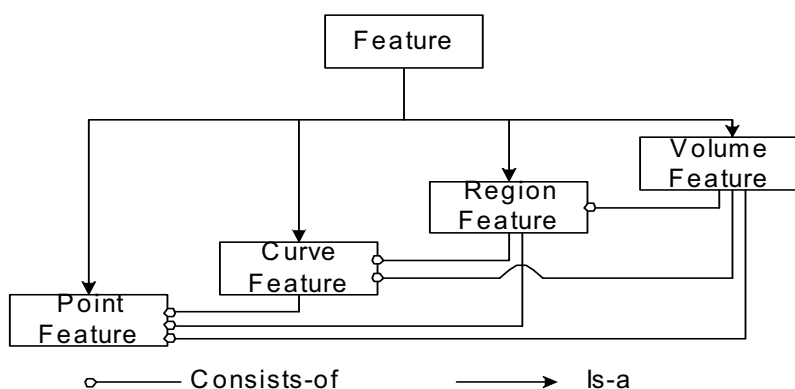 Feature
Volume
Feature
Region
Feature
Curve
Feature
Point
Feature
Consists-of
Is-a